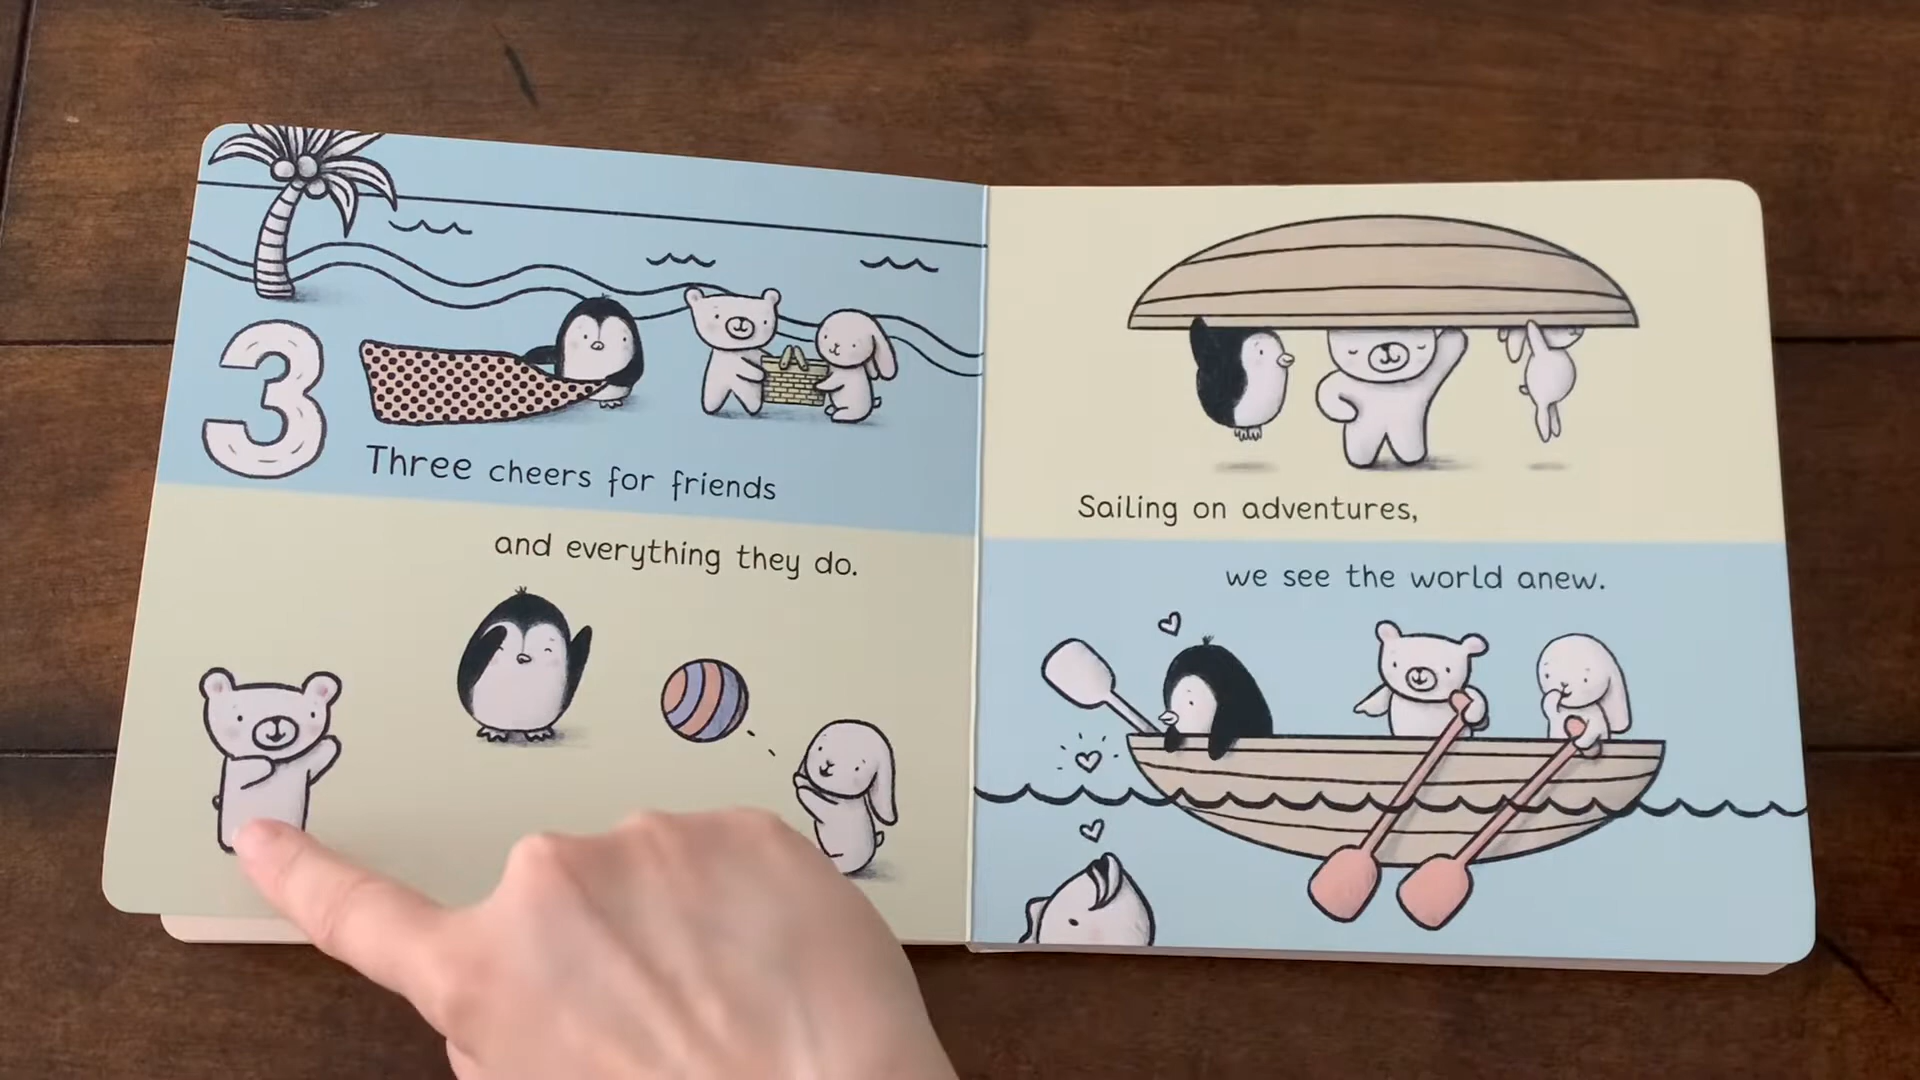 3
Three cheers for friends
and everything they do.
Sailing on adventures,
we see the world anew.